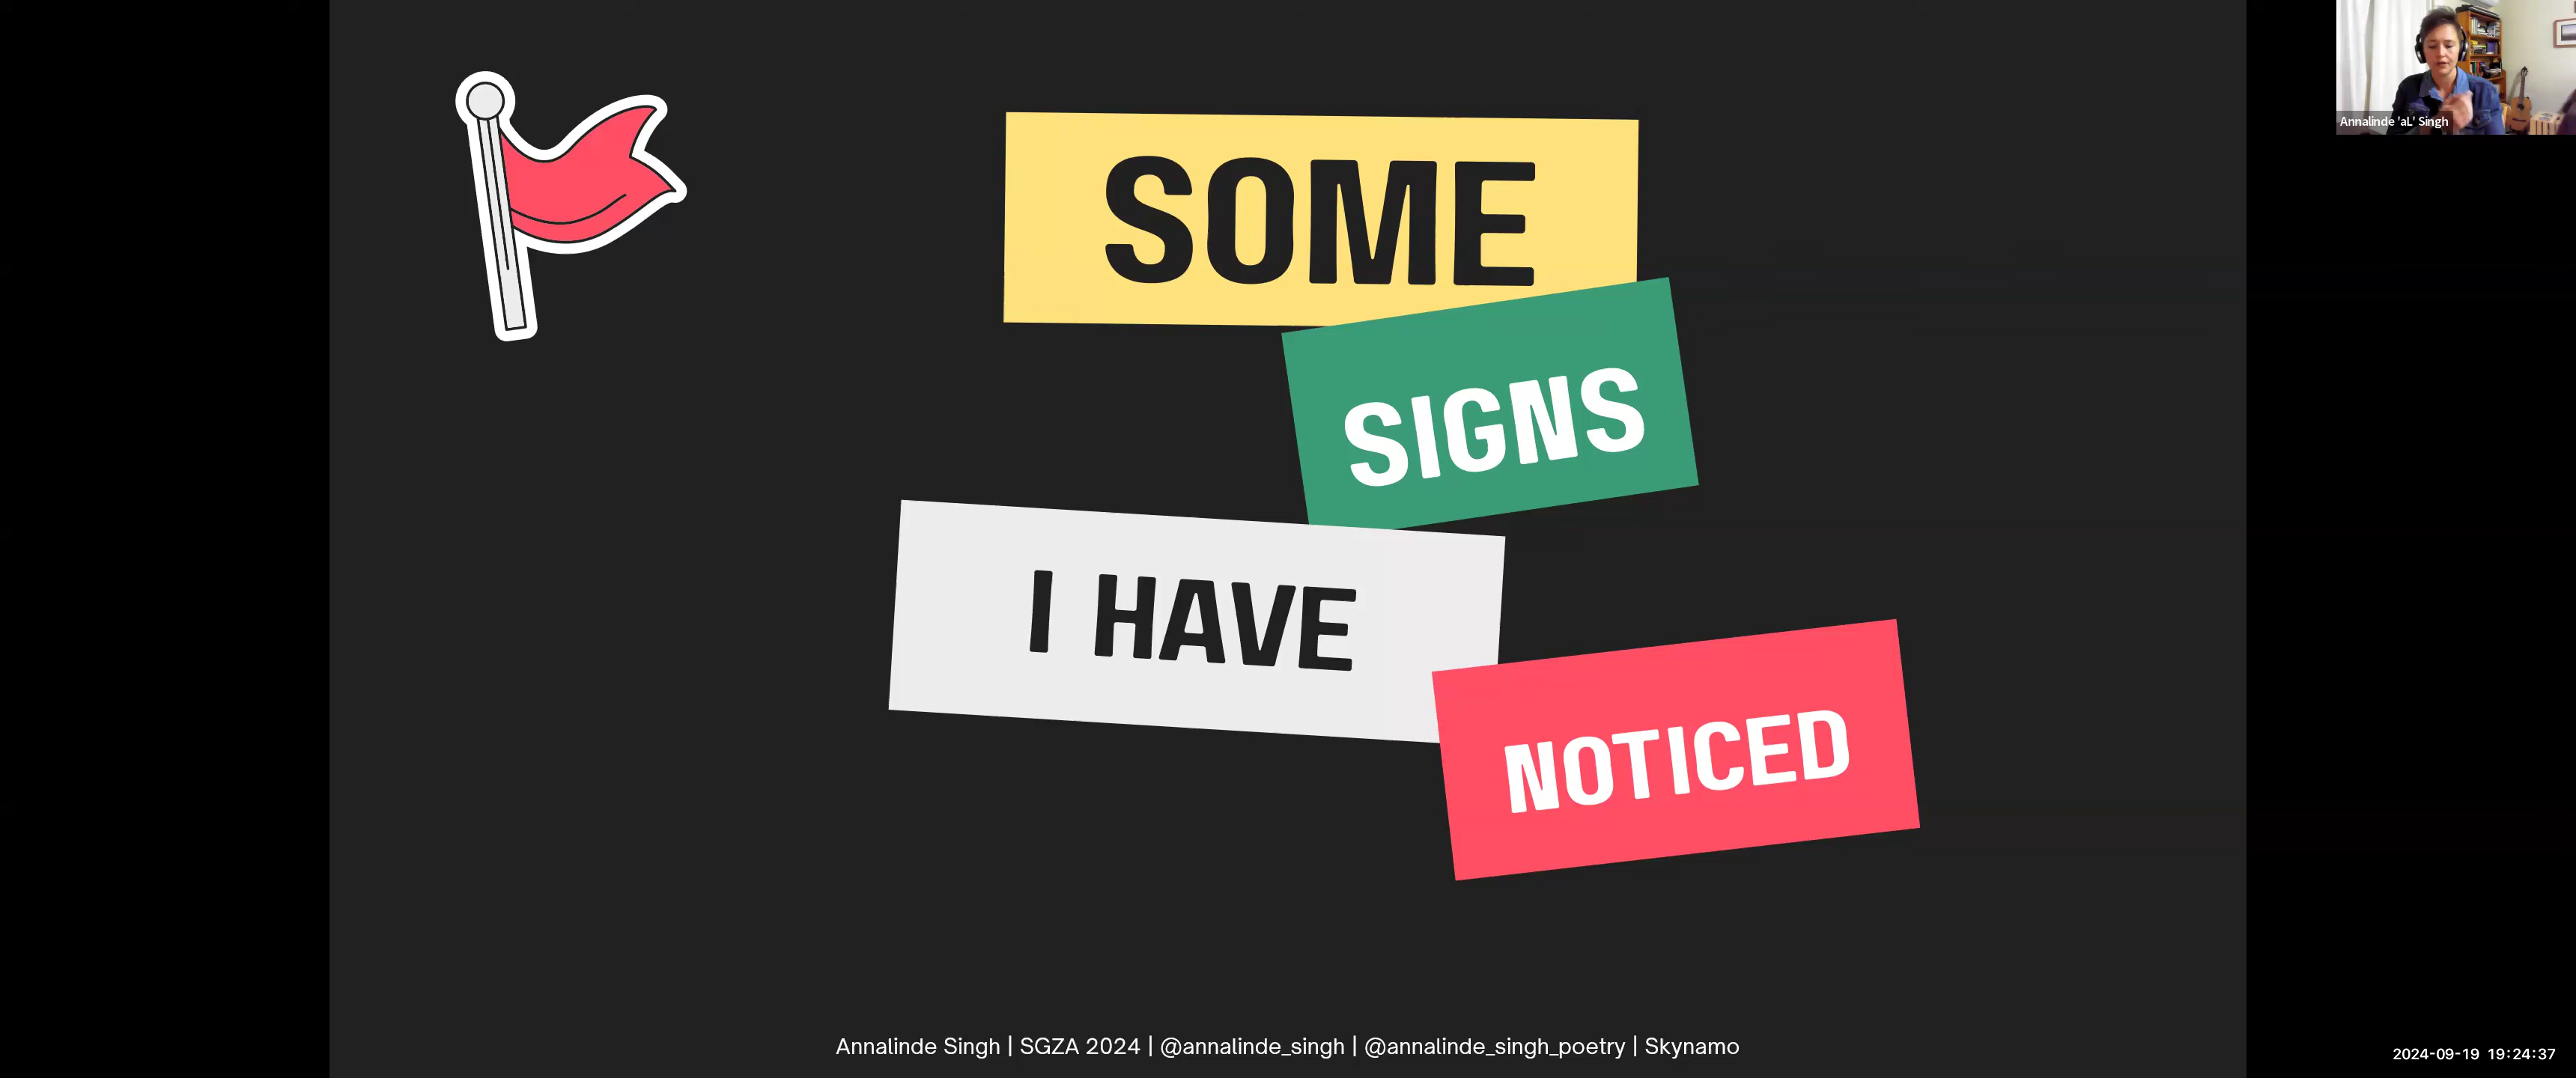 SOME
SIGNS
I HAVE
NOTICED
Annalinde 'aL' Singh
Annalinde Singh | SGZA 2024 | @annalinde_singh | @annalinde_singh_poetry | Skynamo
2024-09-19 19:24:37